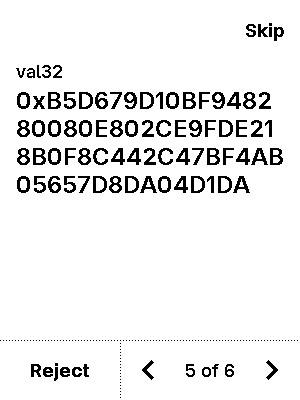 Skip
val32
0xB5D679D10BF9482
80080E802CE9FDE21
8B0F8C442C47BF4AB
05657D8DA04D1DA
Reject
5 of 6